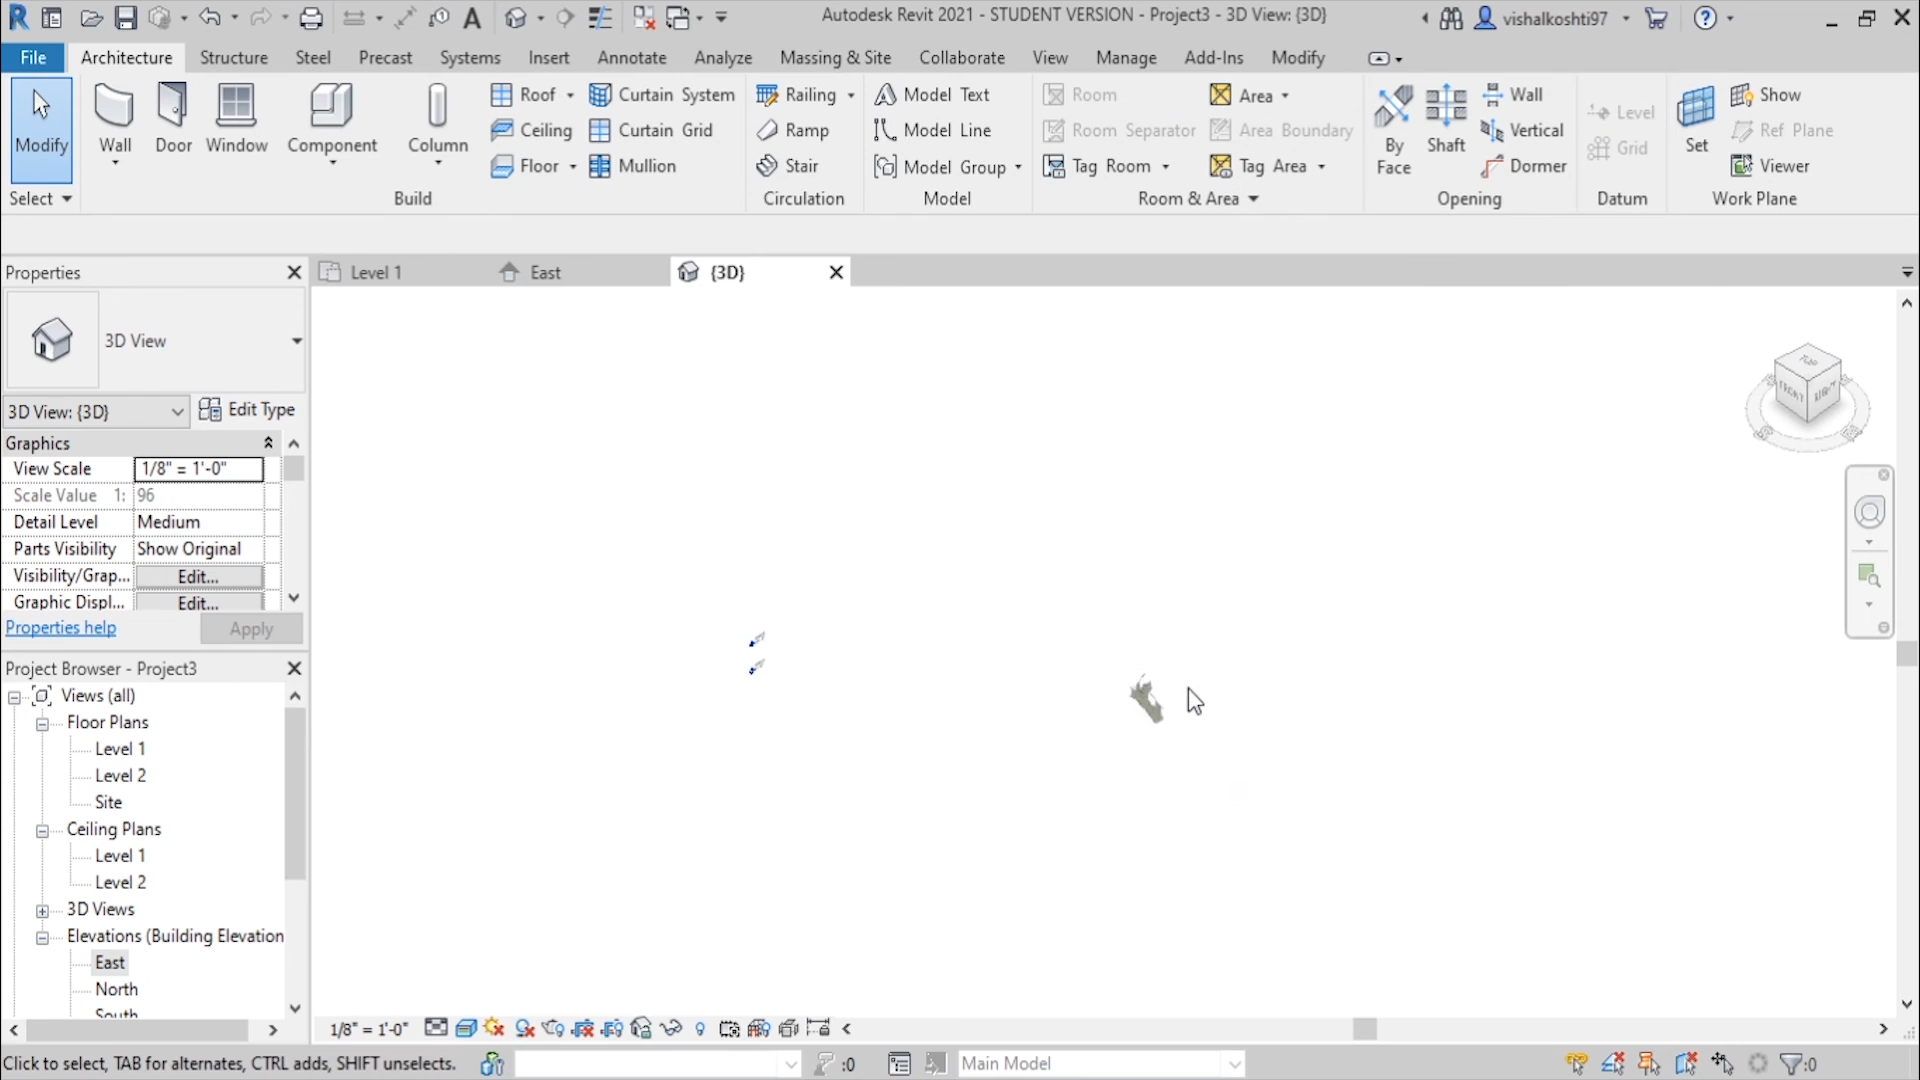 Autodesk Revit 2021 - STUDENT VERSION - Project3 - 3D View: {3D}
vishalkoshti97
File Architecture Structure Steel Precast Systems Insert Annotate Analyze Massing & Site Collaborate View Manage Add-Ins Modify
Modify
Wall
Door
Window
Component
Column
Roof
Ceiling
Floor
Curtain System
Curtain Grid
Mullion
Railing
Ramp
Stair
Model Text
Model Line
Model Group
Room
Room Separator
Tag Room
Area
Area Boundary
Tag Area
By Face
Shaft
Wall
Vertical
Dormer
Level
Grid
Set
Show
Ref Plane
Viewer
Select
Build
Circulation
Model
Room & Area
Opening
Datum
Work Plane
Properties
Level 1
East
{3D}
3D View
3D View: {3D}
Edit Type
Graphics
View Scale 1/8" = 1'-0"
Scale Value 1: 96
Detail Level Medium
Parts Visibility Show Original
Visibility/Grap... Edit...
Graphic Displ... Edit...
Properties help
Apply
Project Browser - Project3
Views (all)
Floor Plans
Level 1
Level 2
Site
Ceiling Plans
Level 1
Level 2
3D Views
Elevations (Building Elevation
East
North
South
TOP
FRONT
RIGHT
1/8" = 1'-0"
Click to select, TAB for alternates, CTRL adds, SHIFT unselects.
:0
Main Model
:0